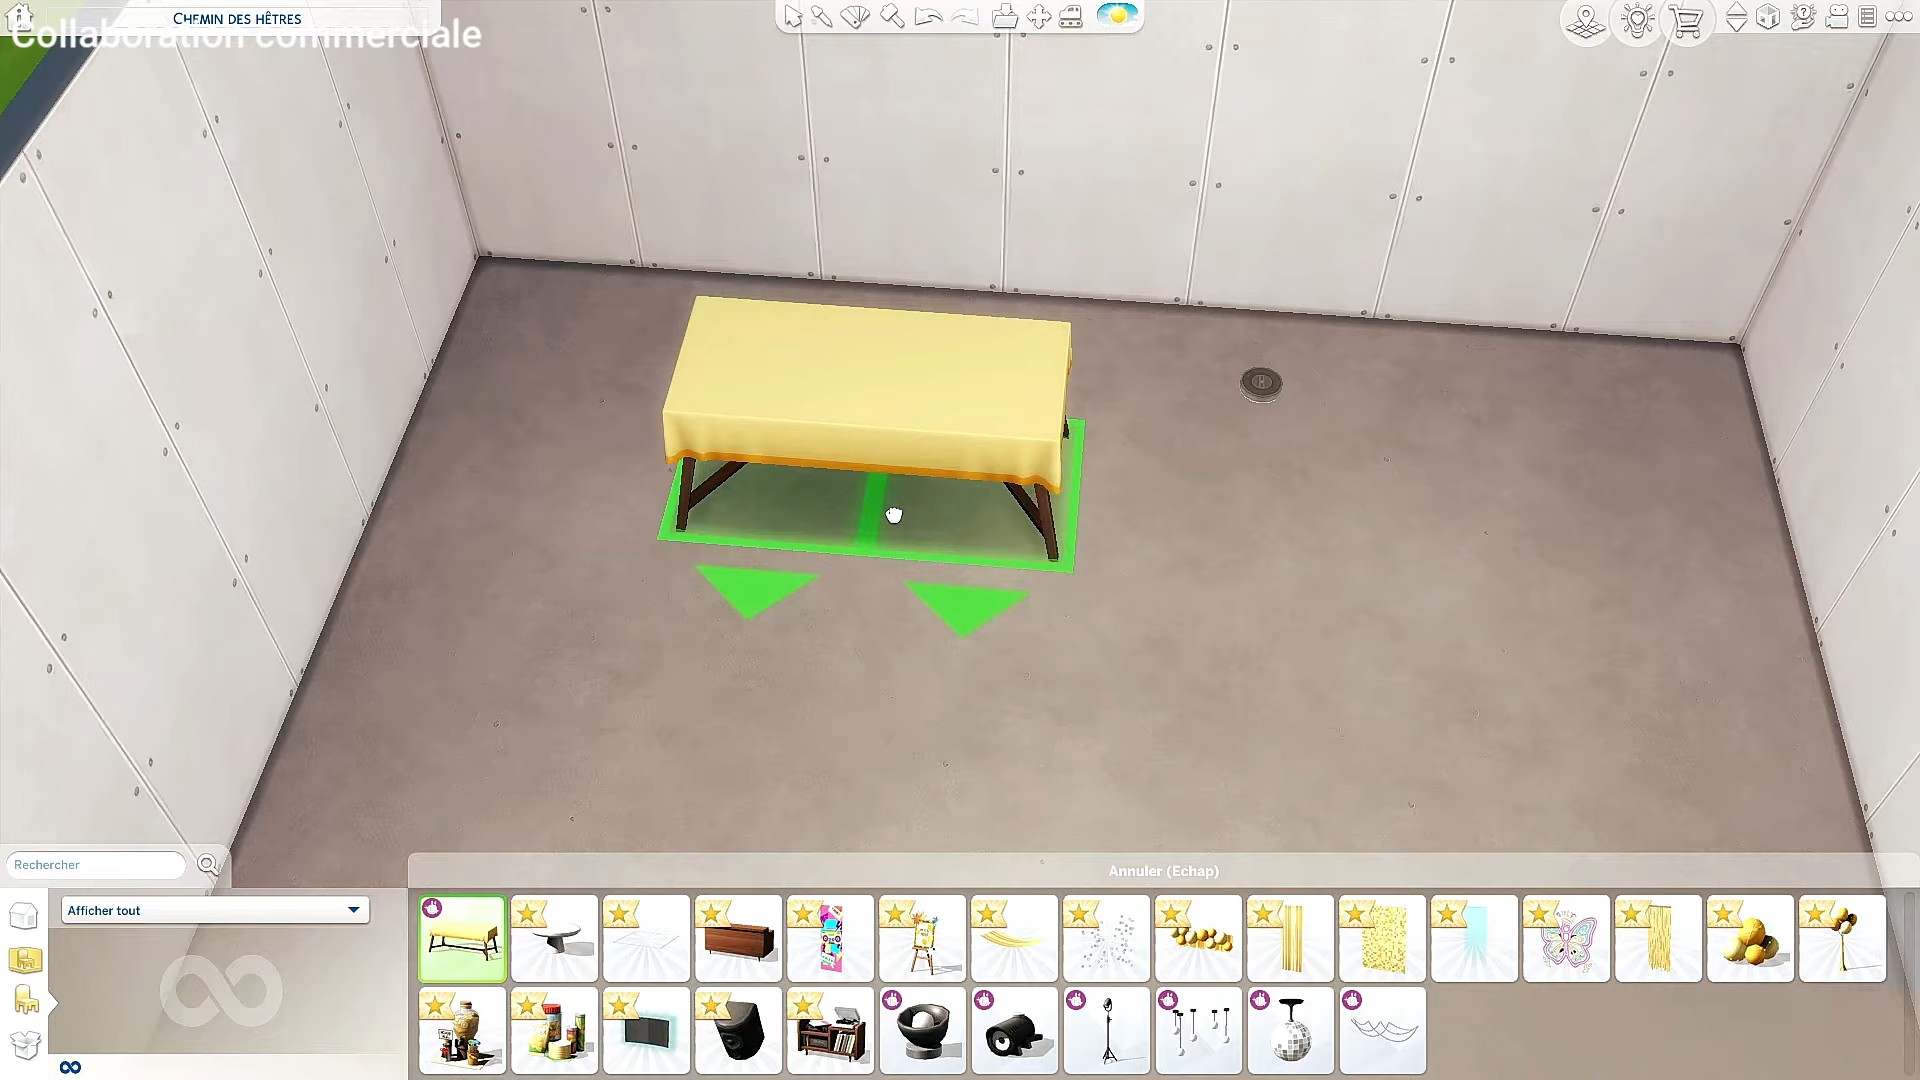 CHEMIN DES HÊTRES
Collaboration commerciale
Rechercher
Annuler (Echap)
Afficher tout